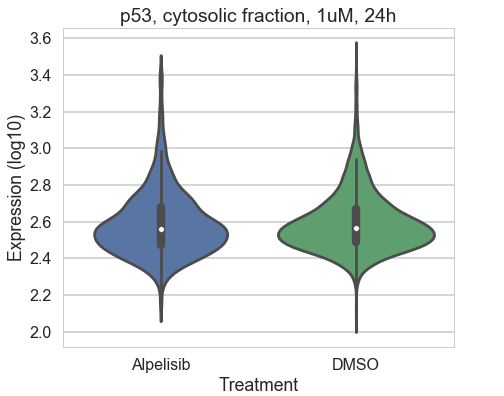 p53, cytosolic fraction, 1uM, 24h
Expression (log10)
3.6
3.4
3.2
3.0
2.8
2.6
2.4
2.2
2.0
Alpelisib
DMSO
Treatment